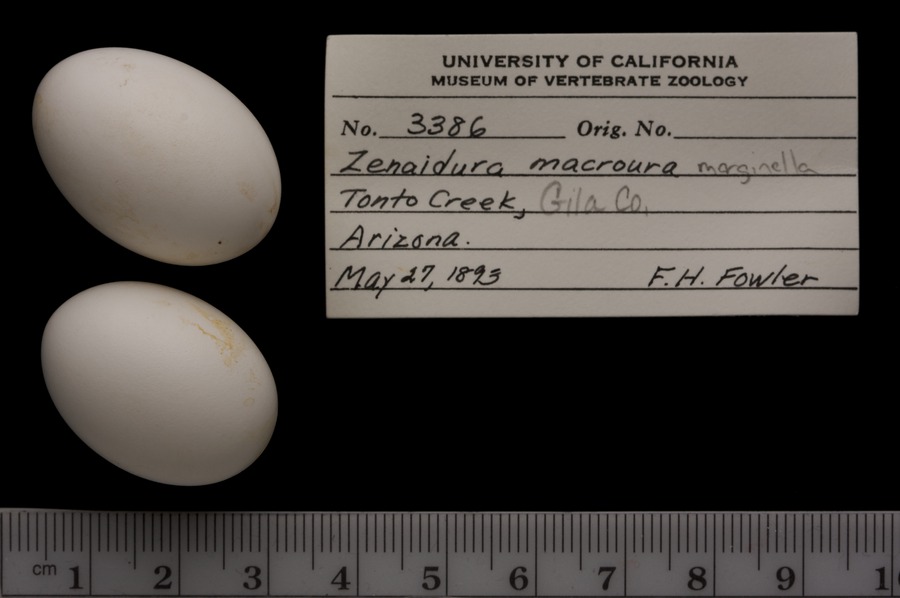 UNIVERSITY OF CALIFORNIA
MUSEUM OF VERTEBRATE ZOOLOGY
No. 3386 Orig. No.
Zenaidura macroura marginella
Tonto Creek, Gila Co.
Arizona.
May 27, 1893 F.H. Fowler
cm 1 2 3 4 5 6 7 8 9 1